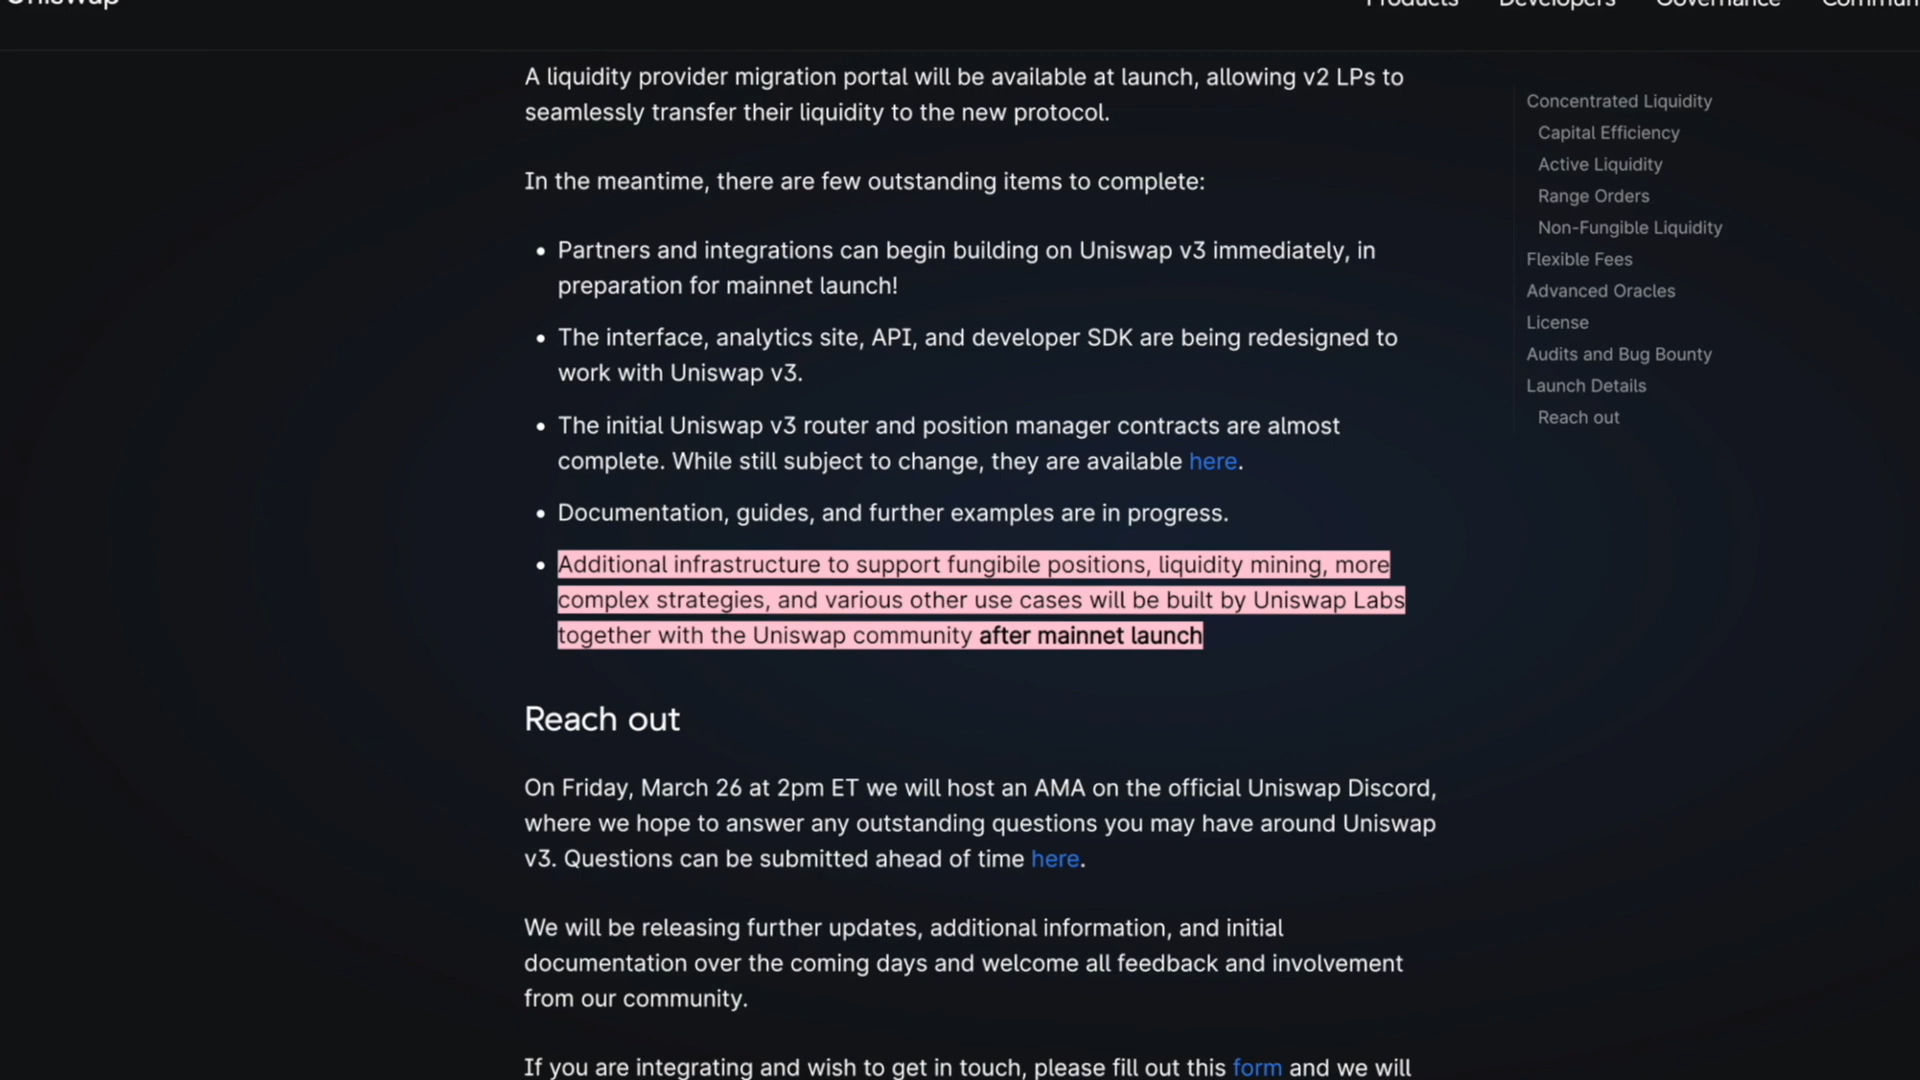 Uniswap
Products Developers Governance
A liquidity provider migration portal will be available at launch, allowing v2 LPs to
seamlessly transfer their liquidity to the new protocol.
In the meantime, there are few outstanding items to complete:
• Partners and integrations can begin building on Uniswap v3 immediately, in
preparation for mainnet launch!
• The interface, analytics site, API, and developer SDK are being redesigned to
work with Uniswap v3.
• The initial Uniswap v3 router and position manager contracts are almost
complete. While still subject to change, they are available here.
• Documentation, guides, and further examples are in progress.
• Additional infrastructure to support fungibile positions, liquidity mining, more
complex strategies, and various other use cases will be built by Uniswap Labs
together with the Uniswap community after mainnet launch
Reach out
On Friday, March 26 at 2pm ET we will host an AMA on the official Uniswap Discord,
where we hope to answer any outstanding questions you may have around Uniswap
v3. Questions can be submitted ahead of time here.
We will be releasing further updates, additional information, and initial
documentation over the coming days and welcome all feedback and involvement
from our community.
If you are integrating and wish to get in touch, please fill out this form and we will
Concentrated Liquidity
Capital Efficiency
Active Liquidity
Range Orders
Non-Fungible Liquidity
Flexible Fees
Advanced Oracles
License
Audits and Bug Bounty
Launch Details
Reach out